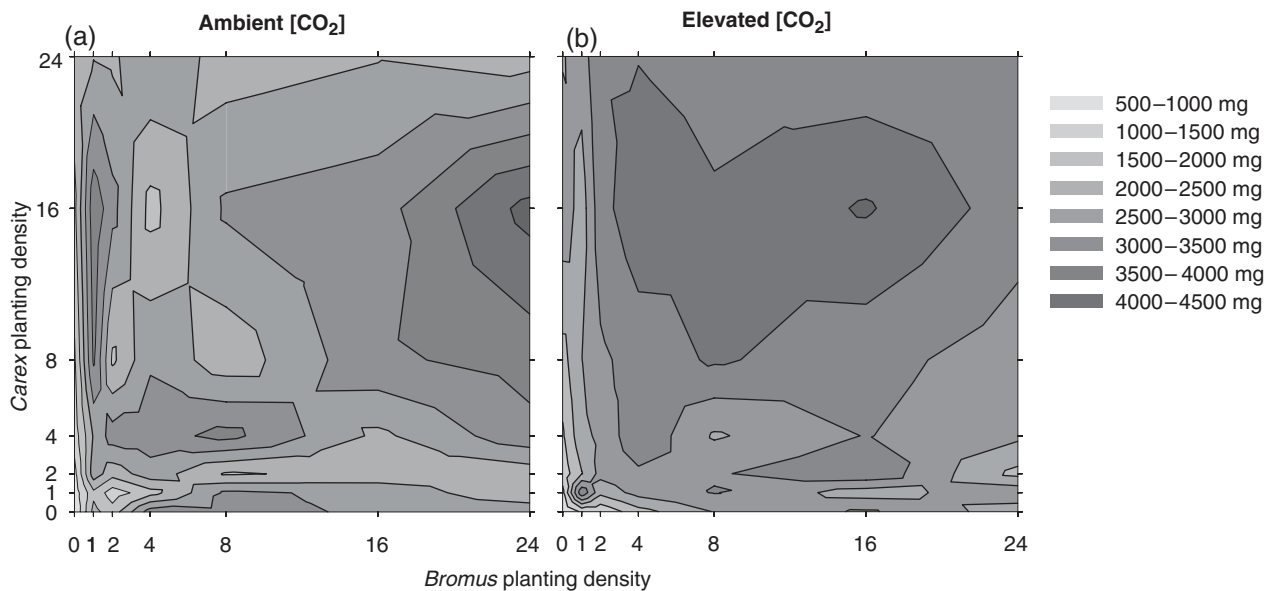 Ambient [CO₂]
Elevated [CO₂]
(a)
(b)
24
16
8
4
2
1
0
Carex planting density
0 1 2 4 8 16 24
0 1 2 4 8 16 24
Bromus planting density
500–1000 mg
1000–1500 mg
1500–2000 mg
2000–2500 mg
2500–3000 mg
3000–3500 mg
3500–4000 mg
4000–4500 mg